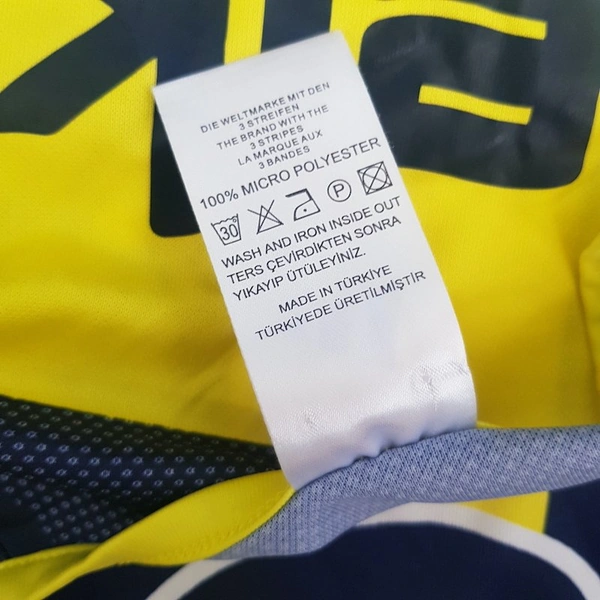 DIE WELTMARKE MIT DEN
3 STREIFEN
THE BRAND WITH THE
3 STRIPES
LA MARQUE AUX
3 BANDES
100% MICRO POLYESTER
30 P
WASH AND IRON INSIDE OUT
TERS ÇEVİRDİKTEN SONRA
YIKAYIP ÜTÜLEYİNİZ.
MADE IN TÜRKİYE
TÜRKİYEDE ÜRETİLMİŞTİR